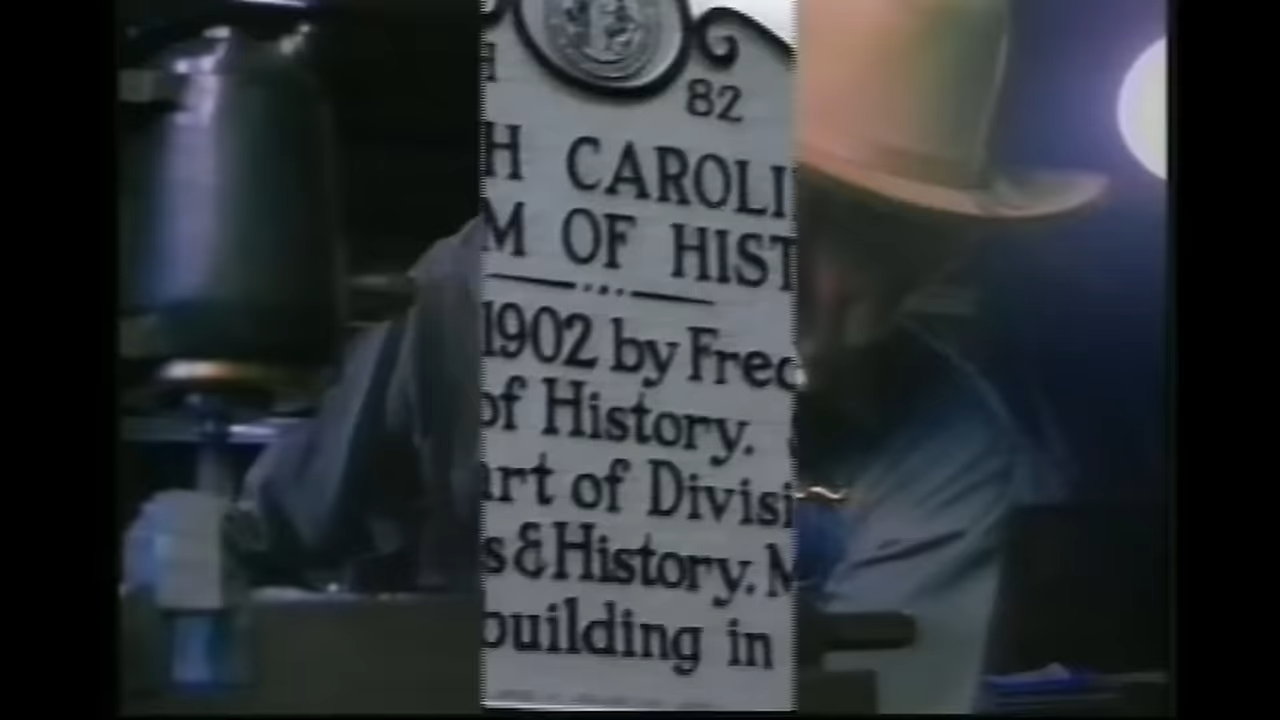 82
H CAROLI
M OF HIST
1902 by Fred
of History.
art of Divisi
s & History. M
building in